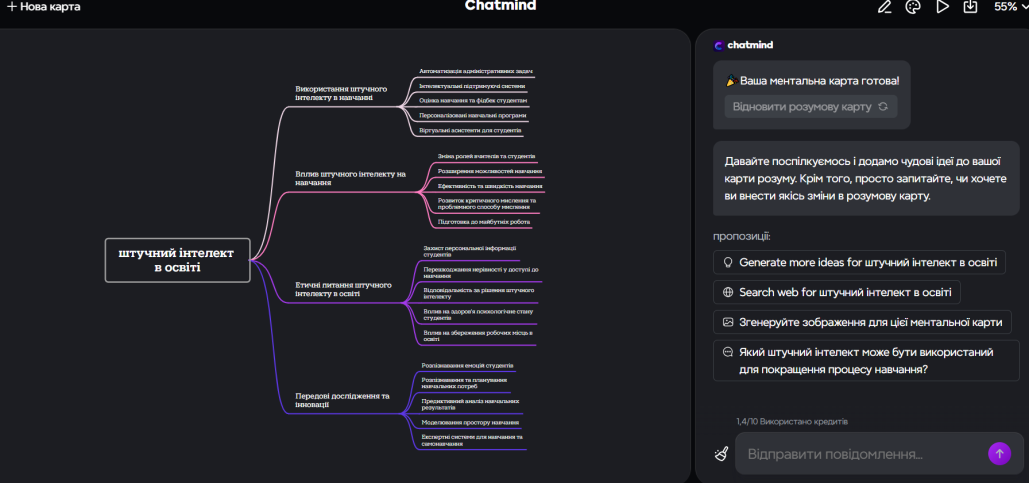 + Нова карта
Chatmind
55%
штучний інтелект
в освіті
Використання штучного
інтелекту в навчанні
Автоматизація адміністративних задач
Інтелектуальні підтримуючі системи
Оцінка навчання та фідбек студентам
Персоналізовані навчальні програми
Віртуальні асистенти для студентів
Вплив штучного інтелекту на
навчання
Зміна ролей вчителів та студентів
Розширення можливостей навчання
Ефективність та швидкість навчання
Розвиток критичного мислення та
проблемного способу мислення
Підготовка до майбутніх робота
Етичні питання штучного
інтелекту в освіті
Захист персональної інформації
студентів
Перешкодження нерівності у доступі до
навчання
Відповідальність за рішення штучного
інтелекту
Вплив на здоров'я психологічне стану
студентів
Вплив на збереження робочих місць в
освіті
Передові дослідження та
інновації
Розпізнавання емоцій студентів
Розпізнавання та планування
навчальних потреб
Предиктивний аналіз навчальних
результатів
Моделювання простору навчання
Експертні системи для навчання та
самонавчання
chatmind
Ваша ментальна карта готова!
Відновити розумову карту
Давайте поспілкуємось і додамо чудові ідеї до вашої
карти розуму. Крім того, просто запитайте, чи хочете
ви внести якісь зміни в розумову карту.
пропозиції:
Generate more ideas for штучний інтелект в освіті
Search web for штучний інтелект в освіті
Згенеруйте зображення для цієї ментальної карти
Який штучний інтелект може бути використаний
для покращення процесу навчання?
1,4/10 Використано кредитів
Відправити повідомлення...